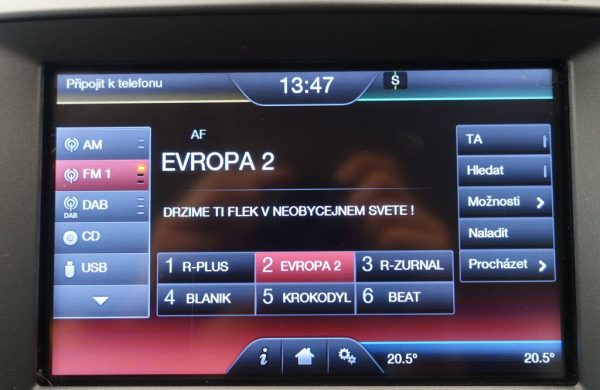 Připojit k telefonu
13:47
S
AM
FM 1
DAB
DAB
CD
USB
AF
EVROPA 2
DRZIME TI FLEK V NEOBYCEJNEM SVETE !
1 R-PLUS
2 EVROPA 2
3 R-ZURNAL
4 BLANIK
5 KROKODYL
6 BEAT
TA
Hledat
Možnosti
Naladit
Procházet
i
20.5°
20.5°